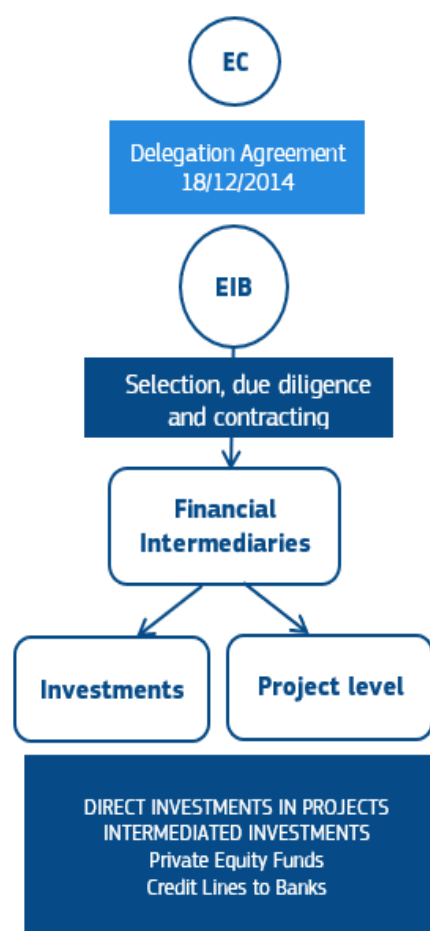 EC
Delegation Agreement
18/12/2014
EIB
Selection, due diligence
and contracting
Financial
Intermediaries
Investments
Project level
DIRECT INVESTMENTS IN PROJECTS
INTERMEDIATED INVESTMENTS
Private Equity Funds
Credit Lines to Banks